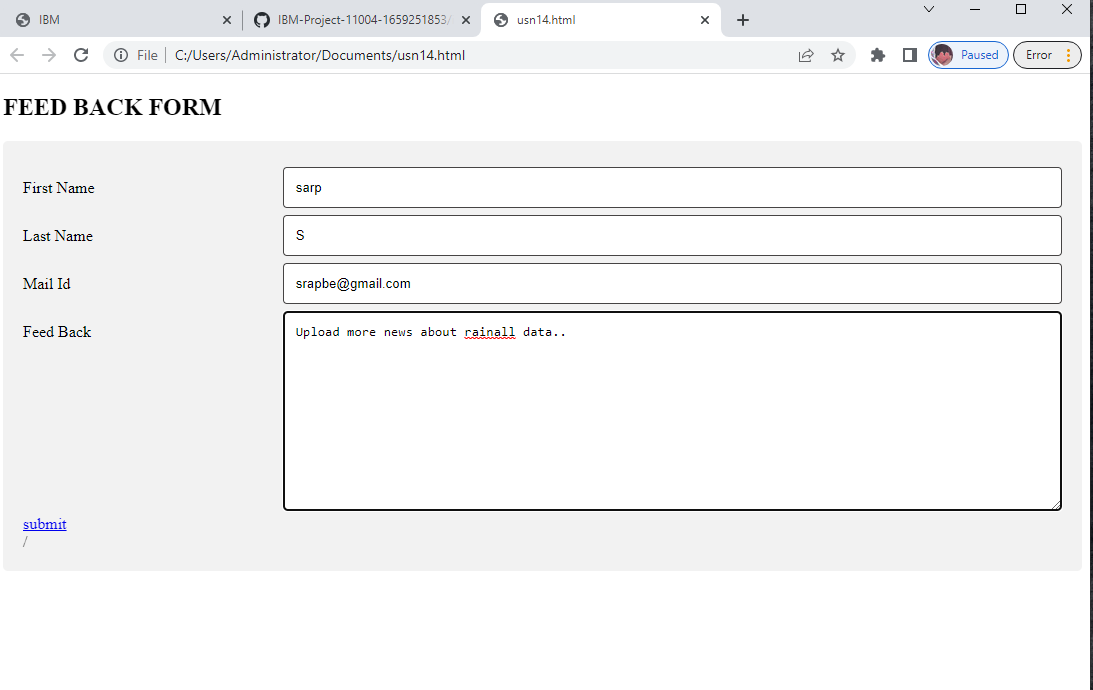 IBM
IBM-Project-11004-1659251853/
usn14.html
File
C:/Users/Administrator/Documents/usn14.html
Paused
Error
FEED BACK FORM
First Name
sarp
Last Name
S
Mail Id
srapbe@gmail.com
Feed Back
Upload more news about rainall data..
submit
/